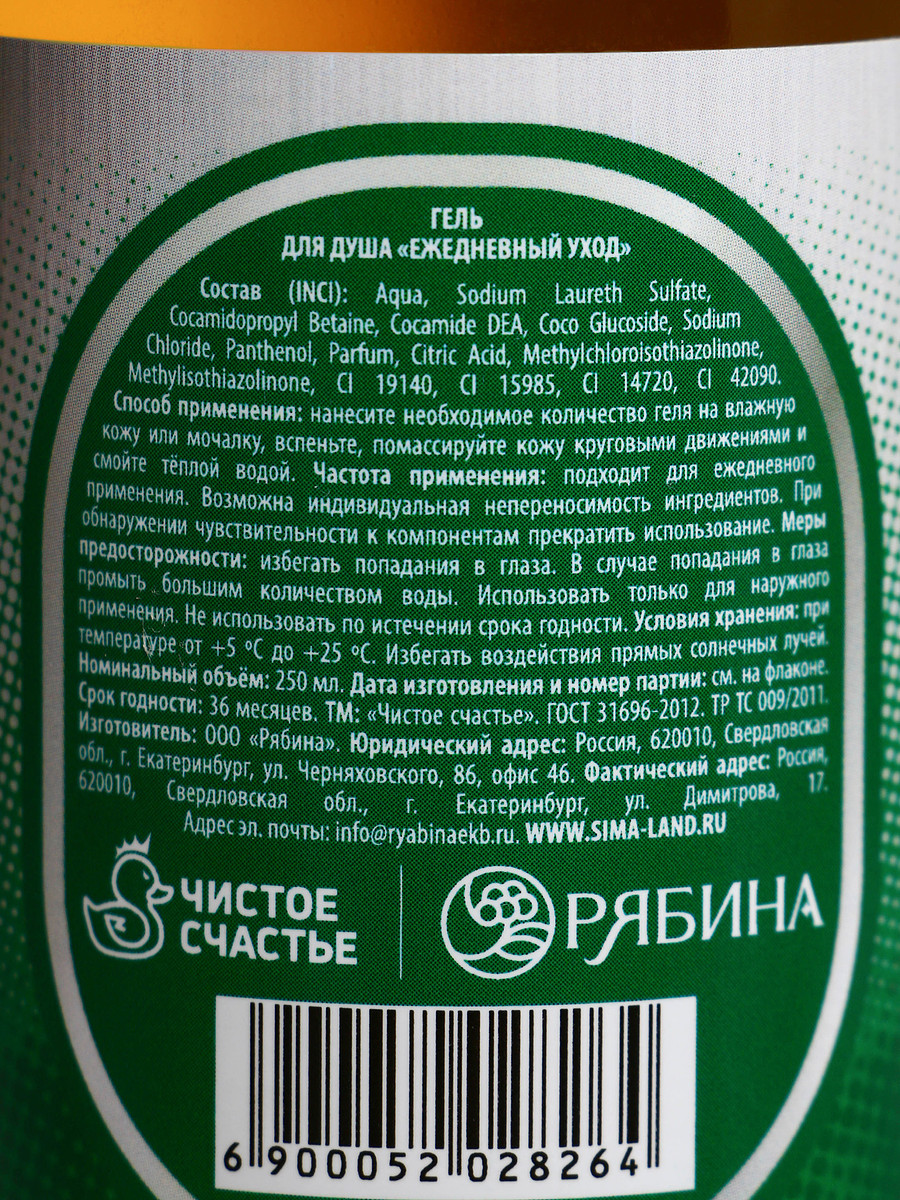 ГЕЛЬ
ДЛЯ ДУША «ЕЖЕДНЕВНЫЙ УХОД»
Состав (INCI): Aqua, Sodium Laureth Sulfate,
Cocamidopropyl Betaine, Cocamide DEA, Coco Glucoside, Sodium
Chloride, Panthenol, Parfum, Citric Acid, Methylchloroisothiazolinone,
Methylisothiazolinone, CI 19140, CI 15985, CI 14720, CI 42090.
Способ применения: нанесите необходимое количество геля на влажную
кожу или мочалку, вспеньте, помассируйте кожу круговыми движениями и
смойте тёплой водой. Частота применения: подходит для ежедневного
применения. Возможна индивидуальная непереносимость ингредиентов. При
обнаружении чувствительности к компонентам прекратить использование. Меры
предосторожности: избегать попадания в глаза. В случае попадания в глаза
промыть большим количеством воды. Использовать только для наружного
применения. Не использовать по истечении срока годности. Условия хранения: при
температуре от +5 °C до +25 °C. Избегать воздействия прямых солнечных лучей.
Номинальный объём: 250 мл. Дата изготовления и номер партии: см. на флаконе.
Срок годности: 36 месяцев. ТМ: «Чистое счастье». ГОСТ 31696-2012. ТР ТС 009/2011.
Изготовитель: ООО «Рябина». Юридический адрес: Россия, 620010, Свердловская
обл., г. Екатеринбург, ул. Черняховского, 86, офис 46. Фактический адрес: Россия,
620010, Свердловская обл., г. Екатеринбург, ул. Димитрова, 17.
Адрес эл. почты: info@ryabinaekb.ru. WWW.SIMA-LAND.RU
ЧИСТОЕ
СЧАСТЬЕ
РЯБИНА
6 900052 028264